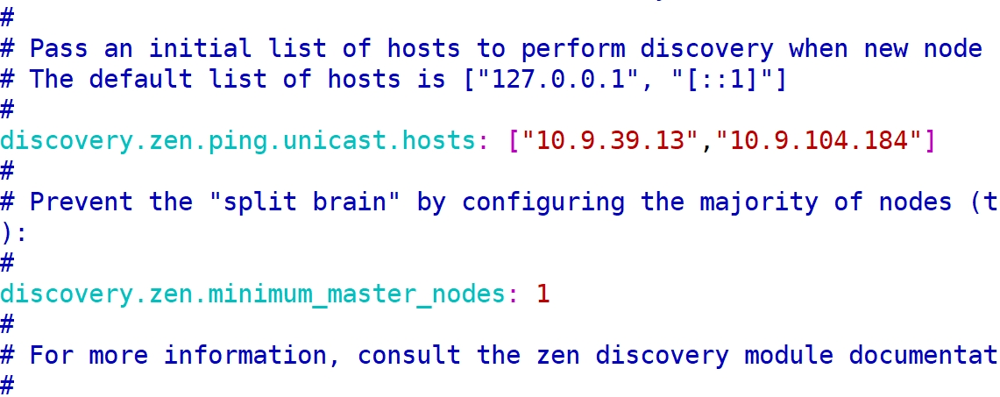 #
# Pass an initial list of hosts to perform discovery when new node
# The default list of hosts is ["127.0.0.1", "[::1]"]
#
discovery.zen.ping.unicast.hosts: ["10.9.39.13","10.9.104.184"]
#
# Prevent the "split brain" by configuring the majority of nodes (t
):
#
discovery.zen.minimum_master_nodes: 1
#
# For more information, consult the zen discovery module documentat
#